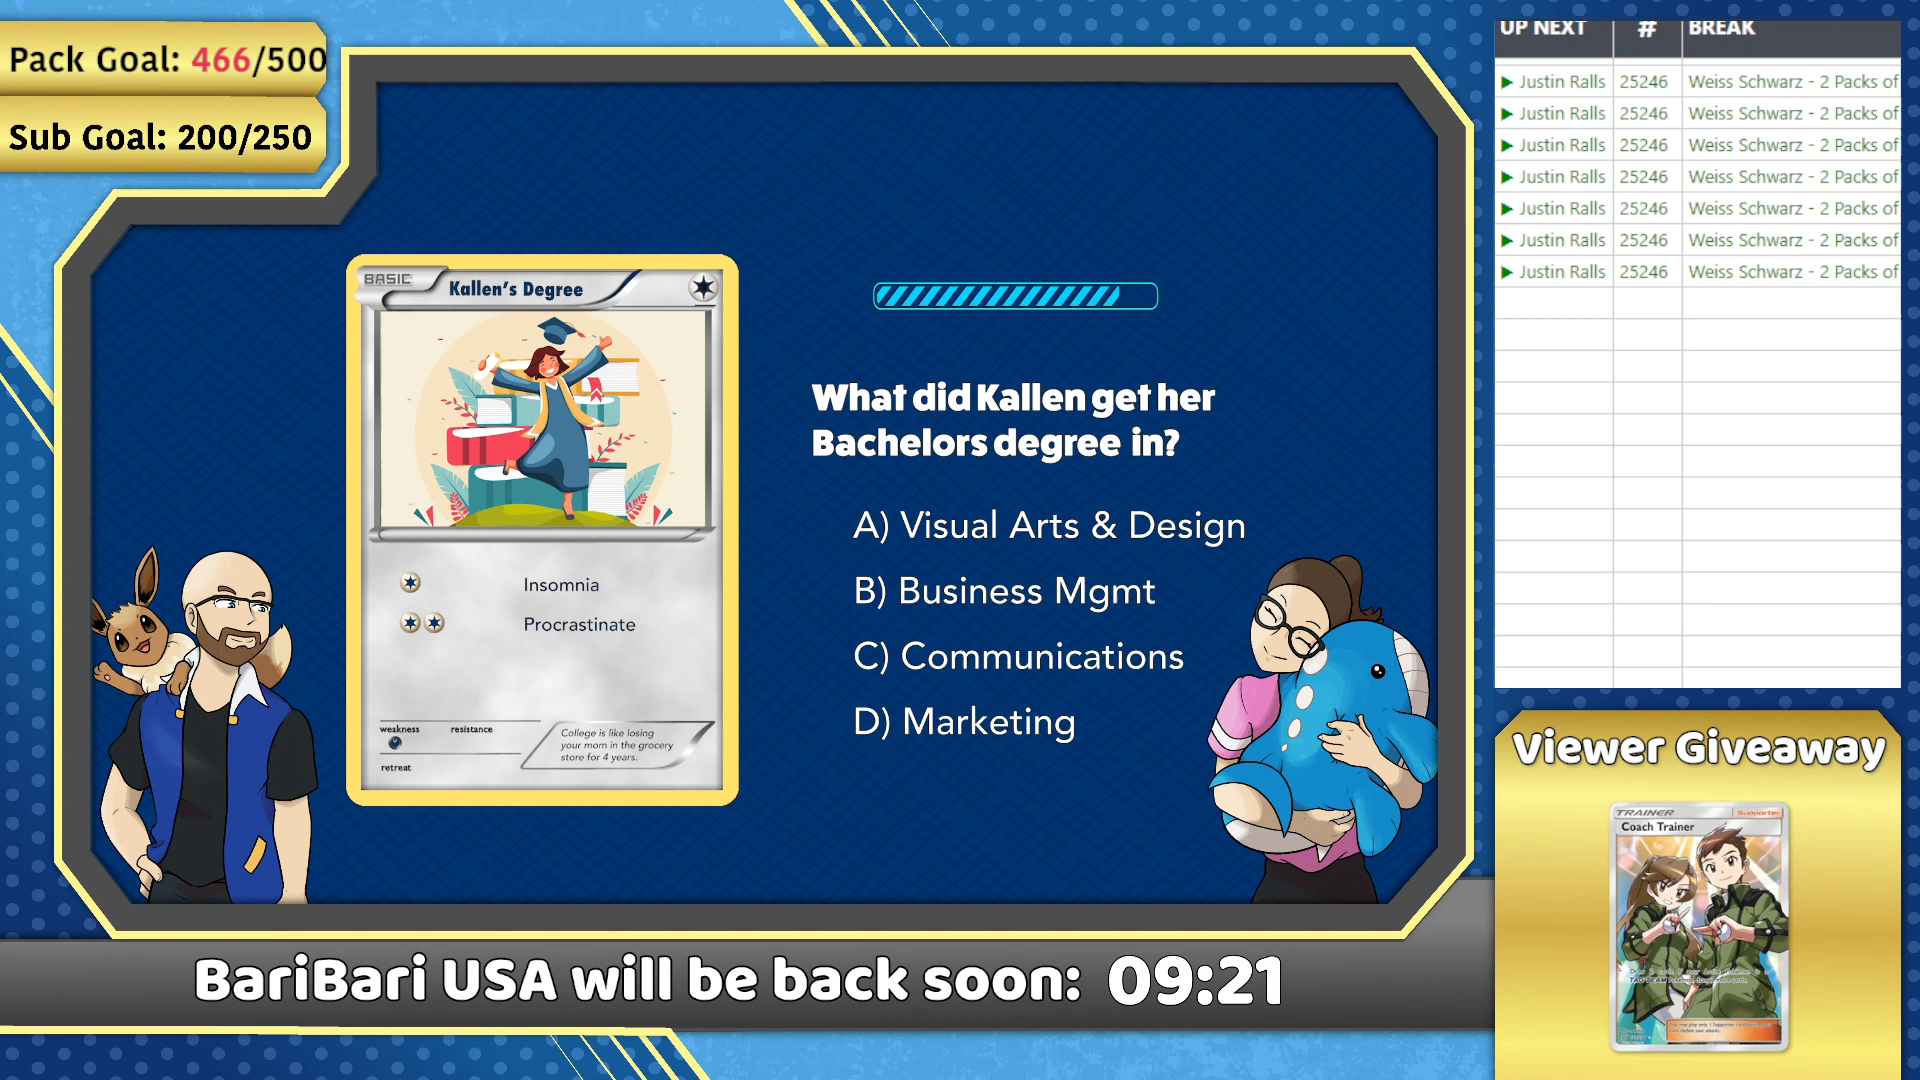 Pack Goal: 466/500
Sub Goal: 200/250
BASIC
Kallen's Degree
Insomnia
Procrastinate
weakness
resistance
retreat
College is like losing
your mom in the grocery
store for 4 years.
What did Kallen get her
Bachelors degree in?
A) Visual Arts & Design
B) Business Mgmt
C) Communications
D) Marketing
BariBari USA will be back soon: 09:21
UP NEXT # BREAK
Justin Ralls 25246 Weiss Schwarz - 2 Packs of
Justin Ralls 25246 Weiss Schwarz - 2 Packs of
Justin Ralls 25246 Weiss Schwarz - 2 Packs of
Justin Ralls 25246 Weiss Schwarz - 2 Packs of
Justin Ralls 25246 Weiss Schwarz - 2 Packs of
Justin Ralls 25246 Weiss Schwarz - 2 Packs of
Justin Ralls 25246 Weiss Schwarz - 2 Packs of
Viewer Giveaway
TRAINER
Supporter
Coach Trainer